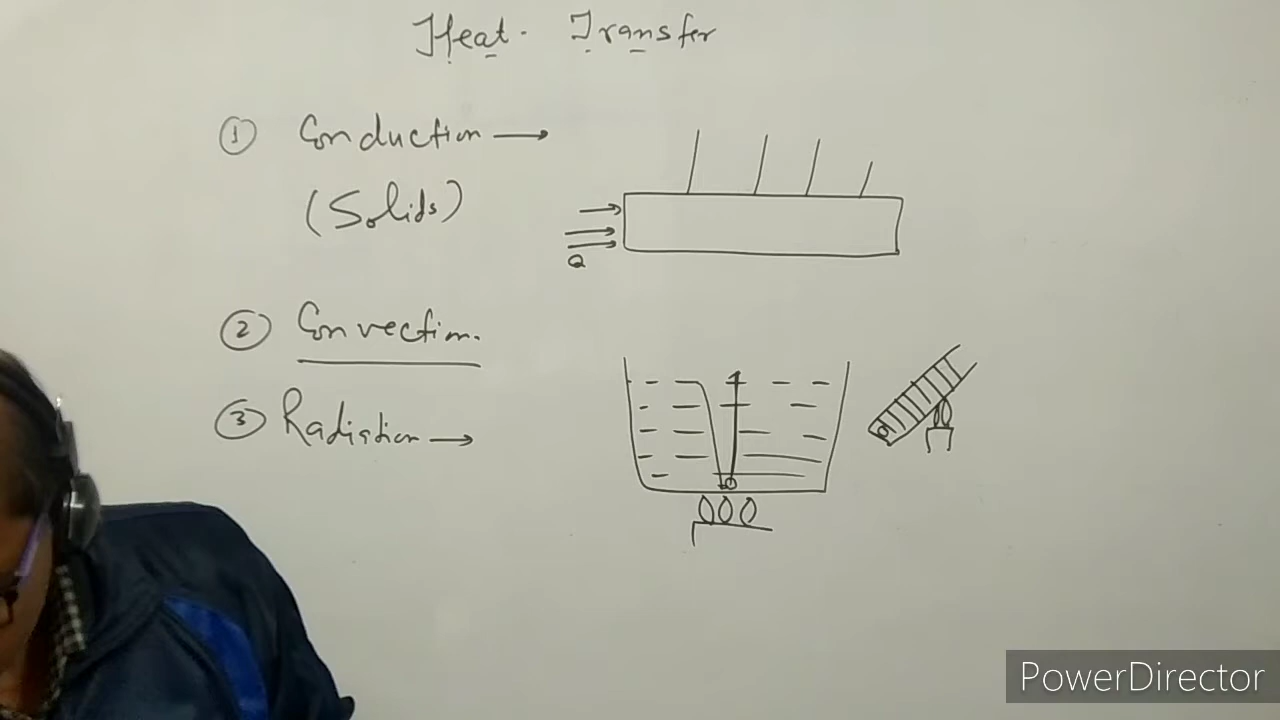 Heat. Transfer
① Conduction →
(Solids)
Q
② Convection.
③ Radiation →
PowerDirector